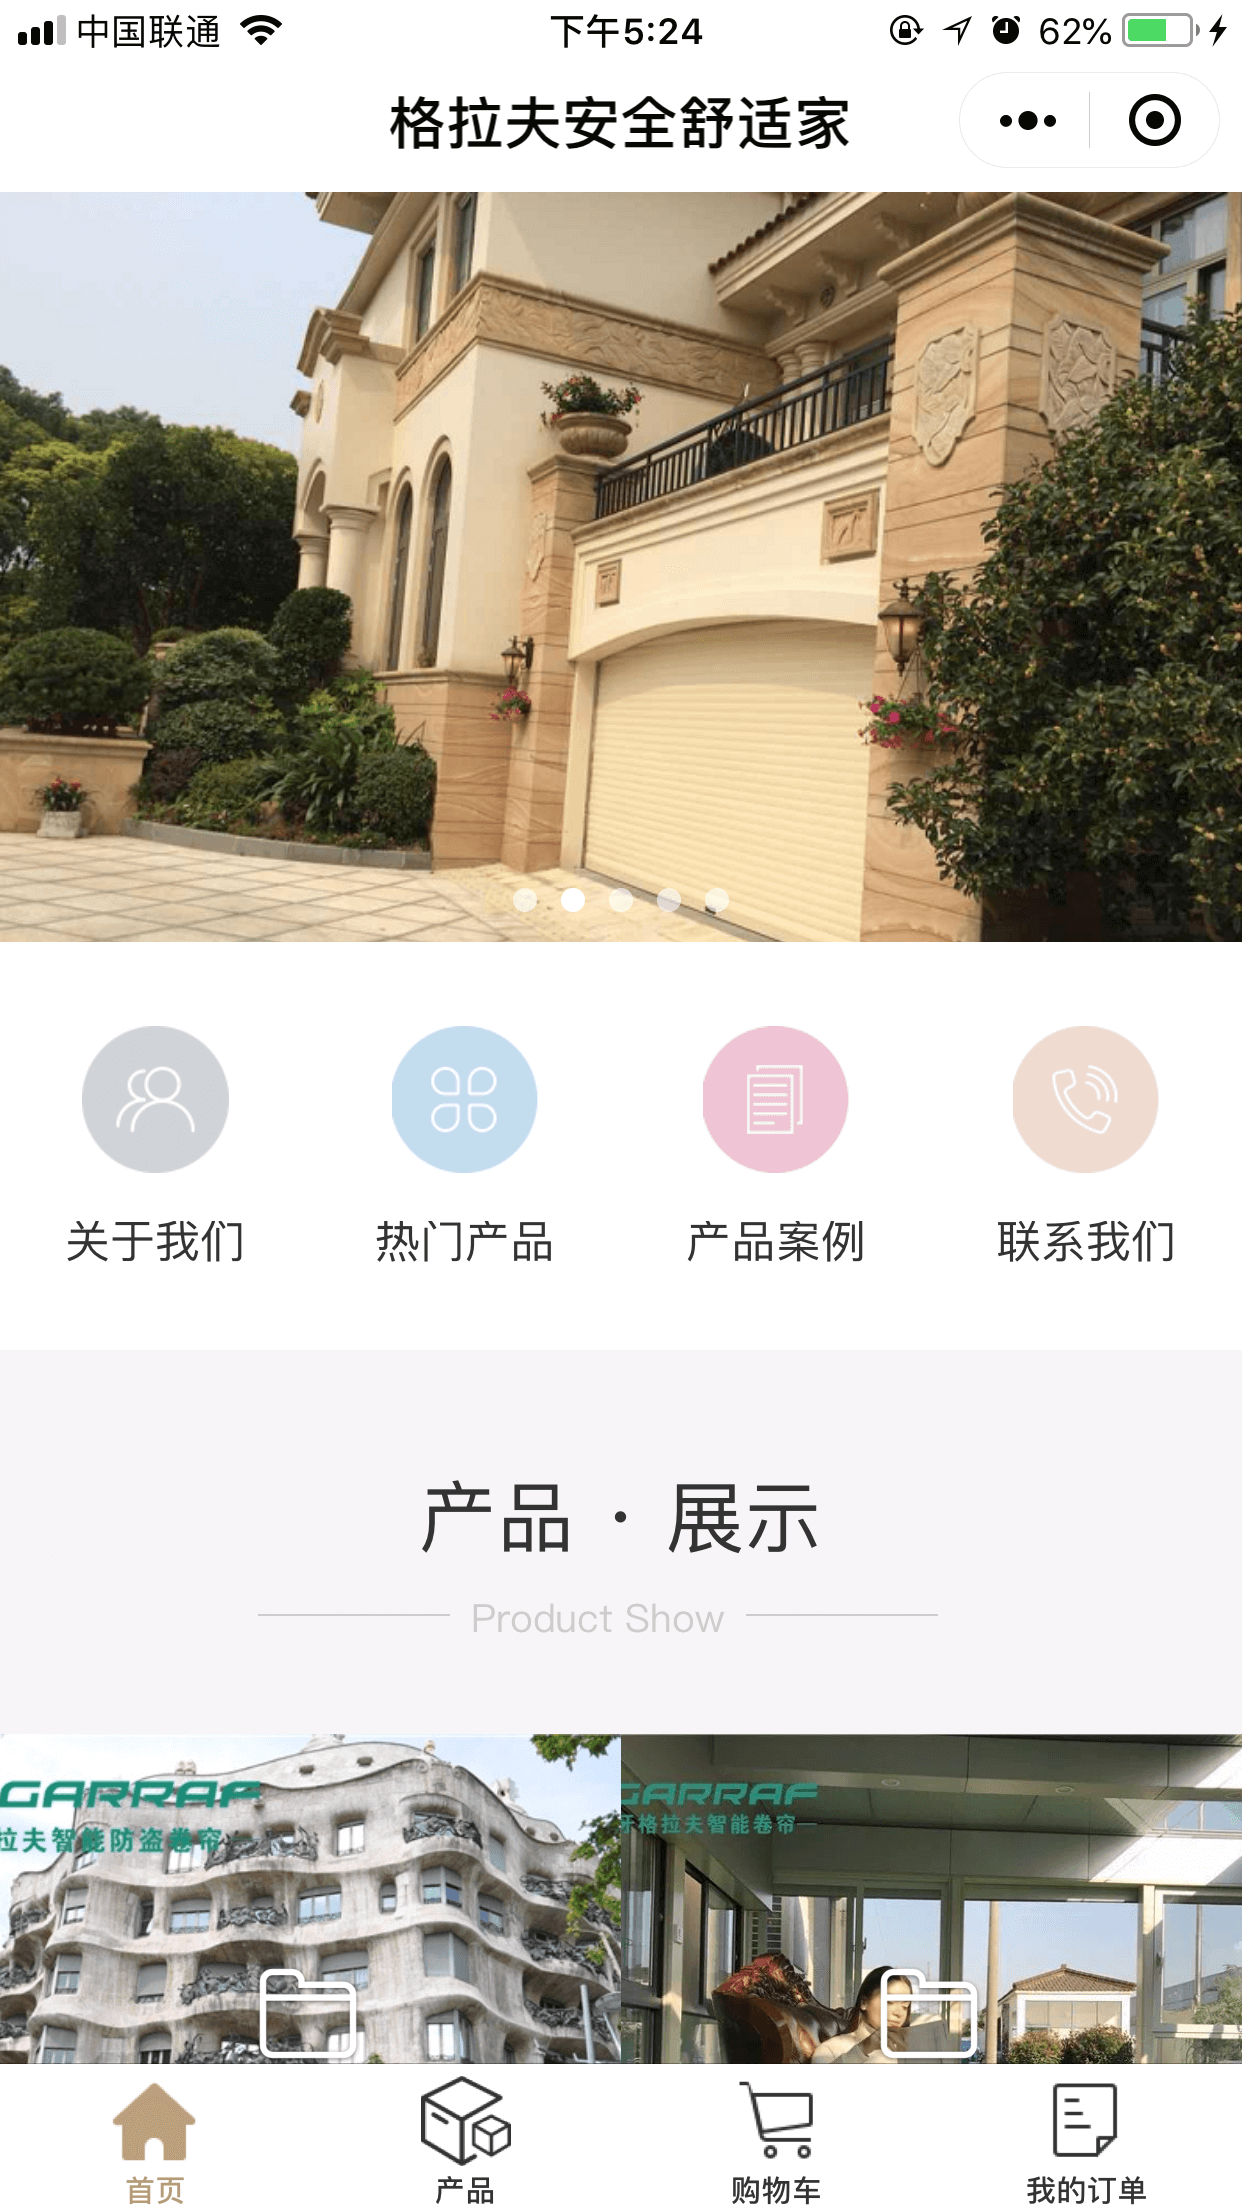 中国联通 下午5:24 62%
格拉夫安全舒适家
关于我们 热门产品 产品案例 联系我们
产品 · 展示
Product Show
GARRAF GARRAF
拉夫智能防盗卷帘 牙格拉夫智能卷帘
首页 产品 购物车 我的订单